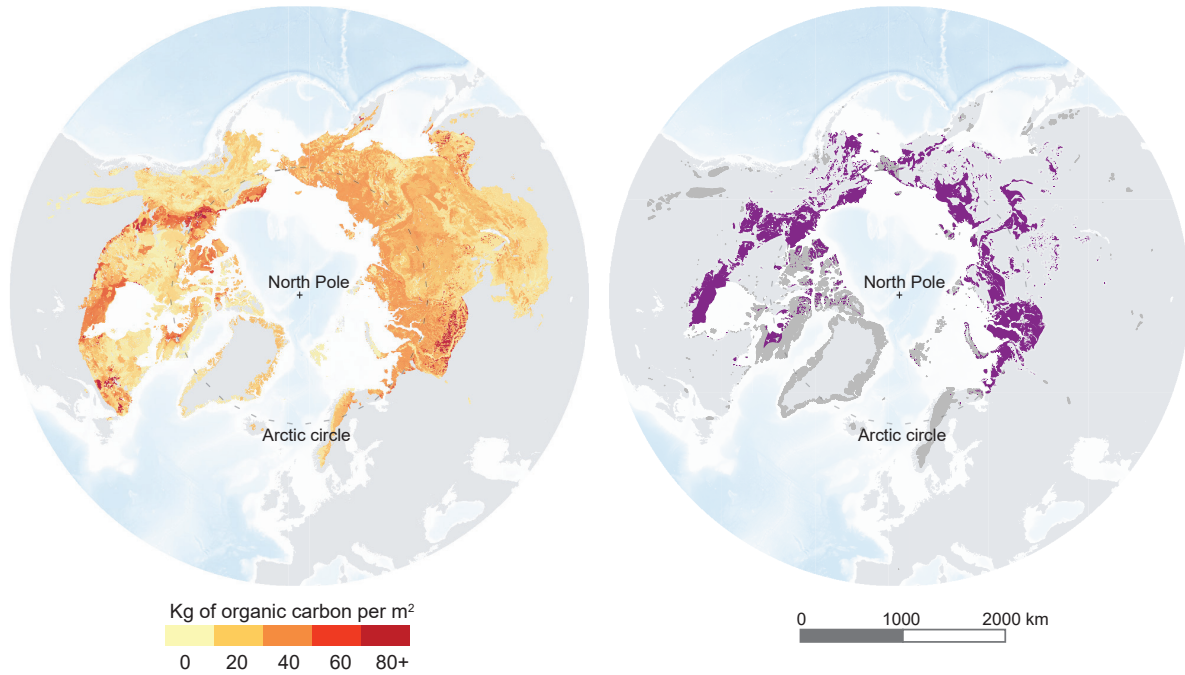 North Pole
Arctic circle
Kg of organic carbon per m²
0 20 40 60 80+
North Pole
Arctic circle
0 1000 2000 km